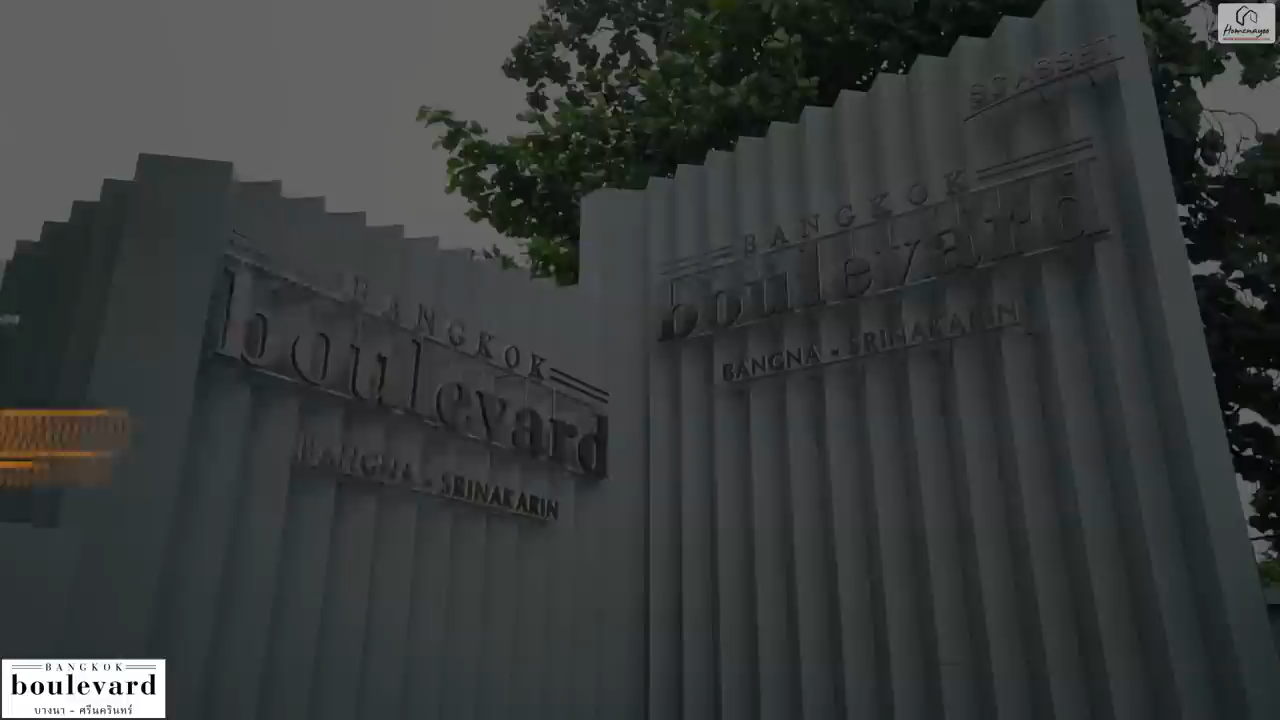 Homenayoo
SC ASSET
BANGKOK
boulevard
BANGNA - SRINAKARIN
BANGKOK
boulevard
BANGNA - SRINAKARIN
BANGKOK
boulevard
บางนา - ศรีนครินทร์